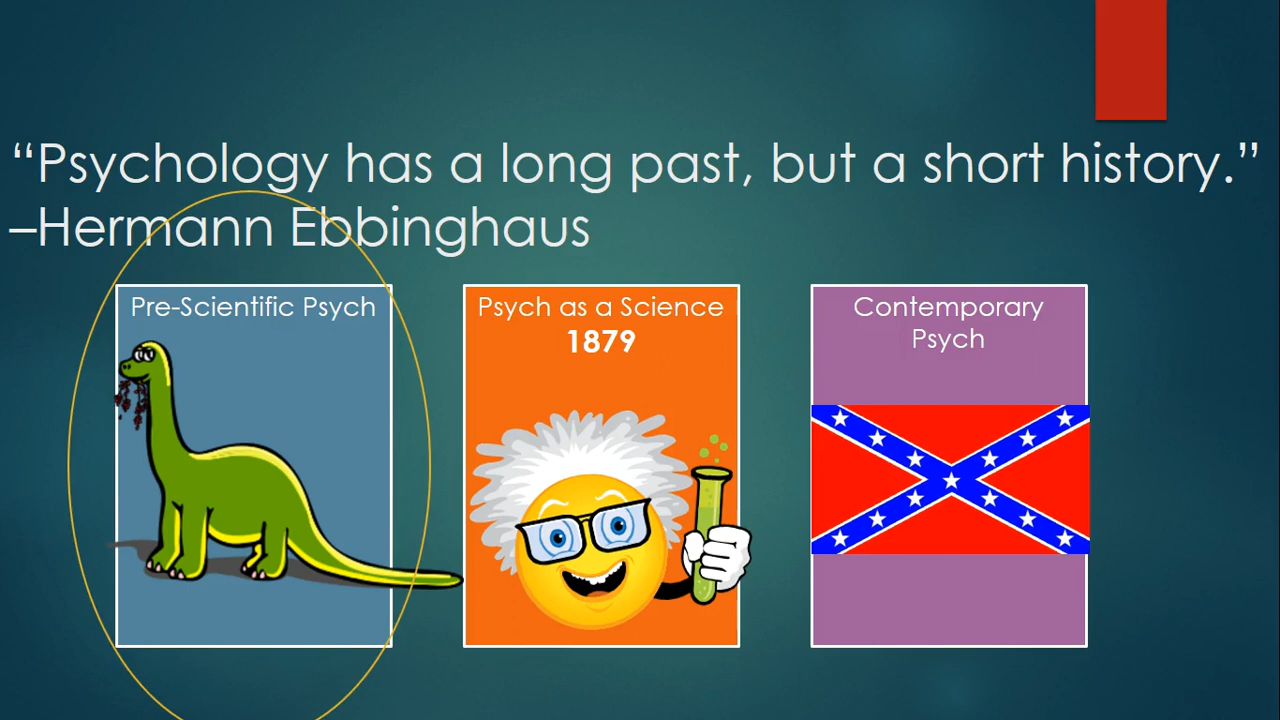 “Psychology has a long past, but a short history.”
–Hermann Ebbinghaus
Pre-Scientific Psych
Psych as a Science
1879
Contemporary
Psych